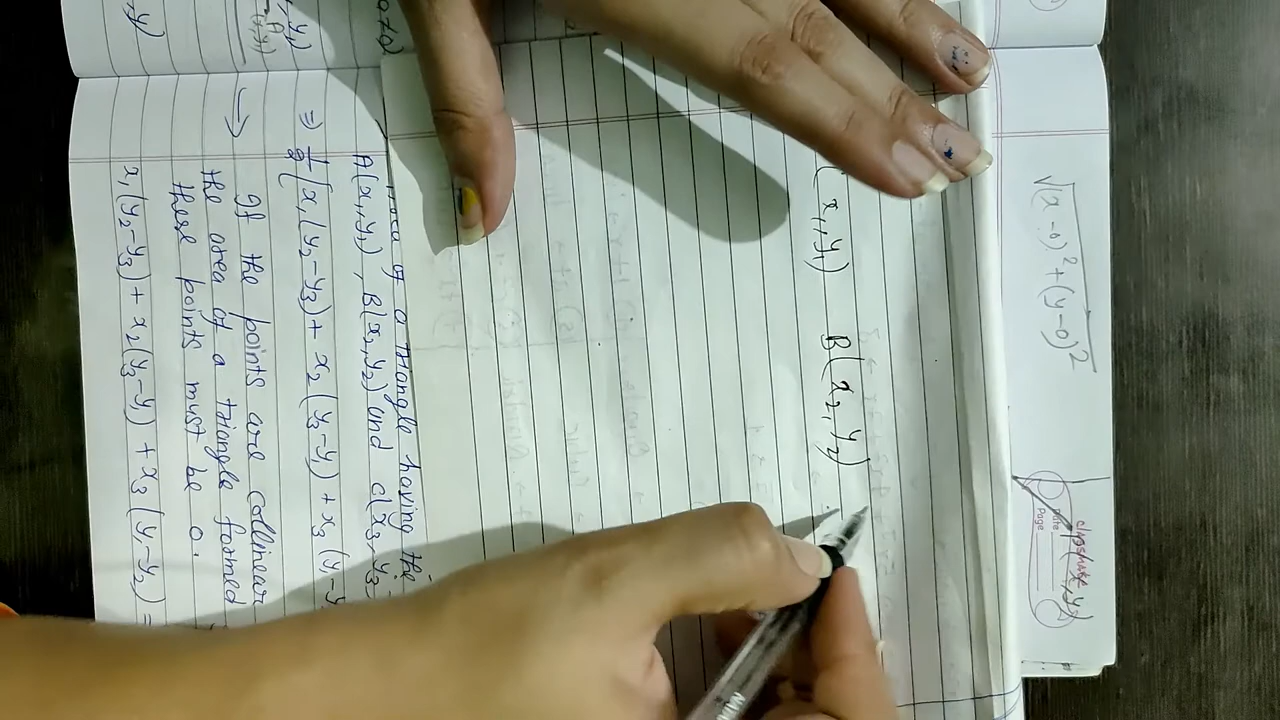 √(x-0)²+(y-0)²
Date
Page
(x₁,y₁) B(x₂,y₂)
of a triangle having the
A(x₁,y₁), B(x₂,y₂) and C(x₃,y₃
⇒ 1/2 [x₁(y₂-y₃)+ x₂(y₃-y₁)+x₃(y₁-y
→ If the points are collinear
the area of a triangle formed
these points must be 0.
x₁(y₂-y₃)+x₂(y₃-y₁)+x₃(y₁-y₂)=